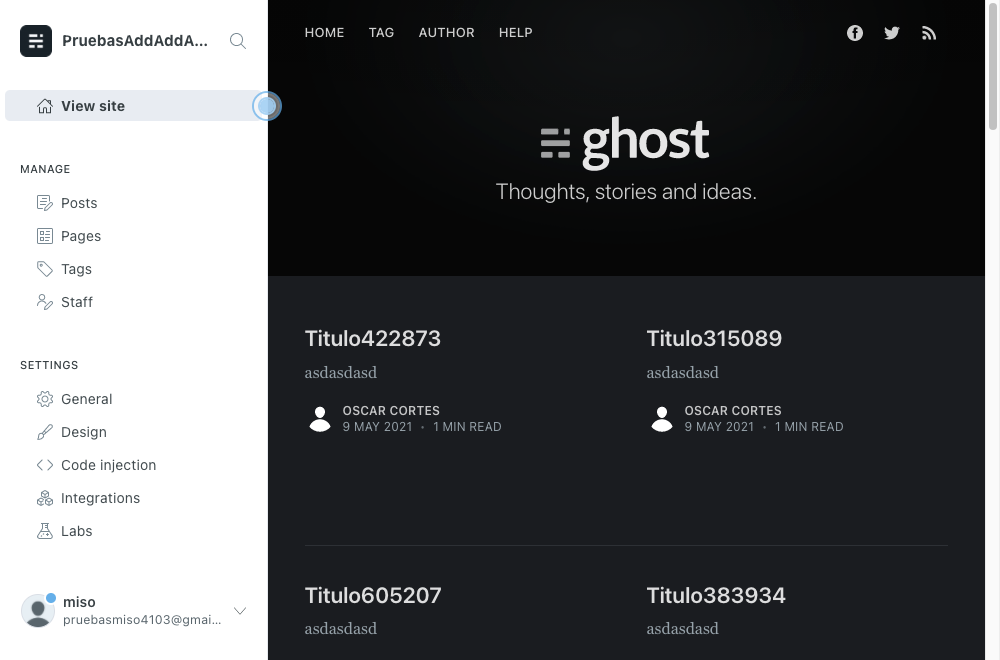 PruebasAddAddA...
View site
MANAGE
Posts
Pages
Tags
Staff
SETTINGS
General
Design
Code injection
Integrations
Labs
miso
pruebasmiso4103@gmai...
HOME TAG AUTHOR HELP
ghost
Thoughts, stories and ideas.
Titulo422873
asdasdasd
OSCAR CORTES
9 MAY 2021 • 1 MIN READ
Titulo315089
asdasdasd
OSCAR CORTES
9 MAY 2021 • 1 MIN READ
Titulo605207
asdasdasd
Titulo383934
asdasdasd